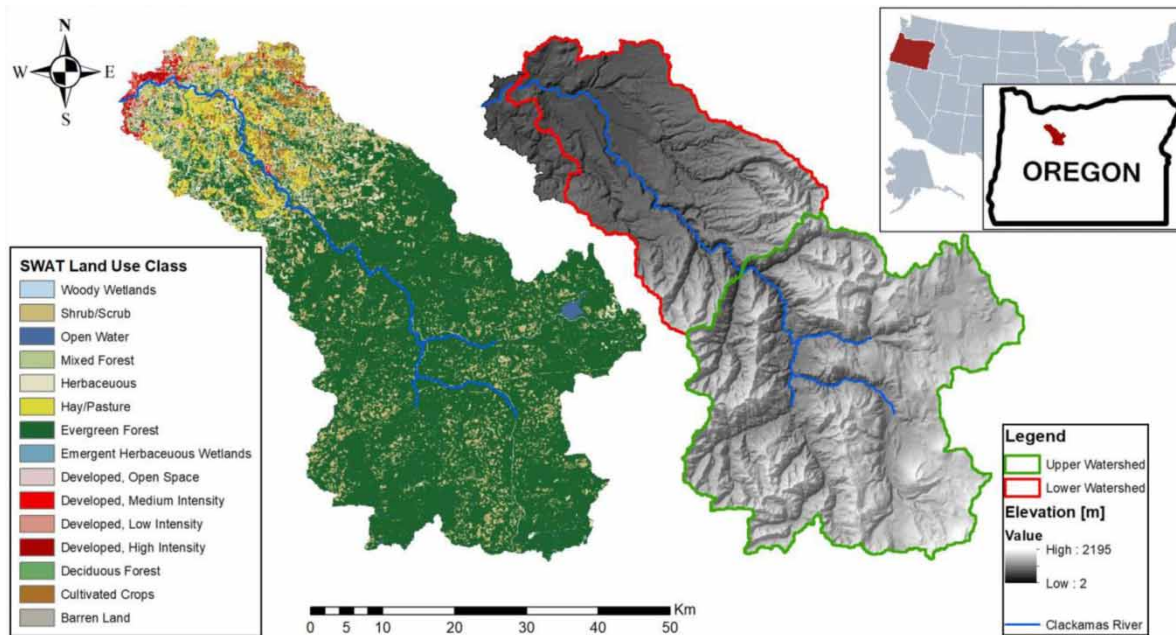 N
W E
S
OREGON
SWAT Land Use Class
Woody Wetlands
Shrub/Scrub
Open Water
Mixed Forest
Herbaceuous
Hay/Pasture
Evergreen Forest
Emergent Herbaceuous Wetlands
Developed, Open Space
Developed, Medium Intensity
Developed, Low Intensity
Developed, High Intensity
Deciduous Forest
Cultivated Crops
Barren Land
Legend
Upper Watershed
Lower Watershed
Elevation [m]
Value
High : 2195
Low : 2
Clackamas River
Km
0 5 10 20 30 40 50